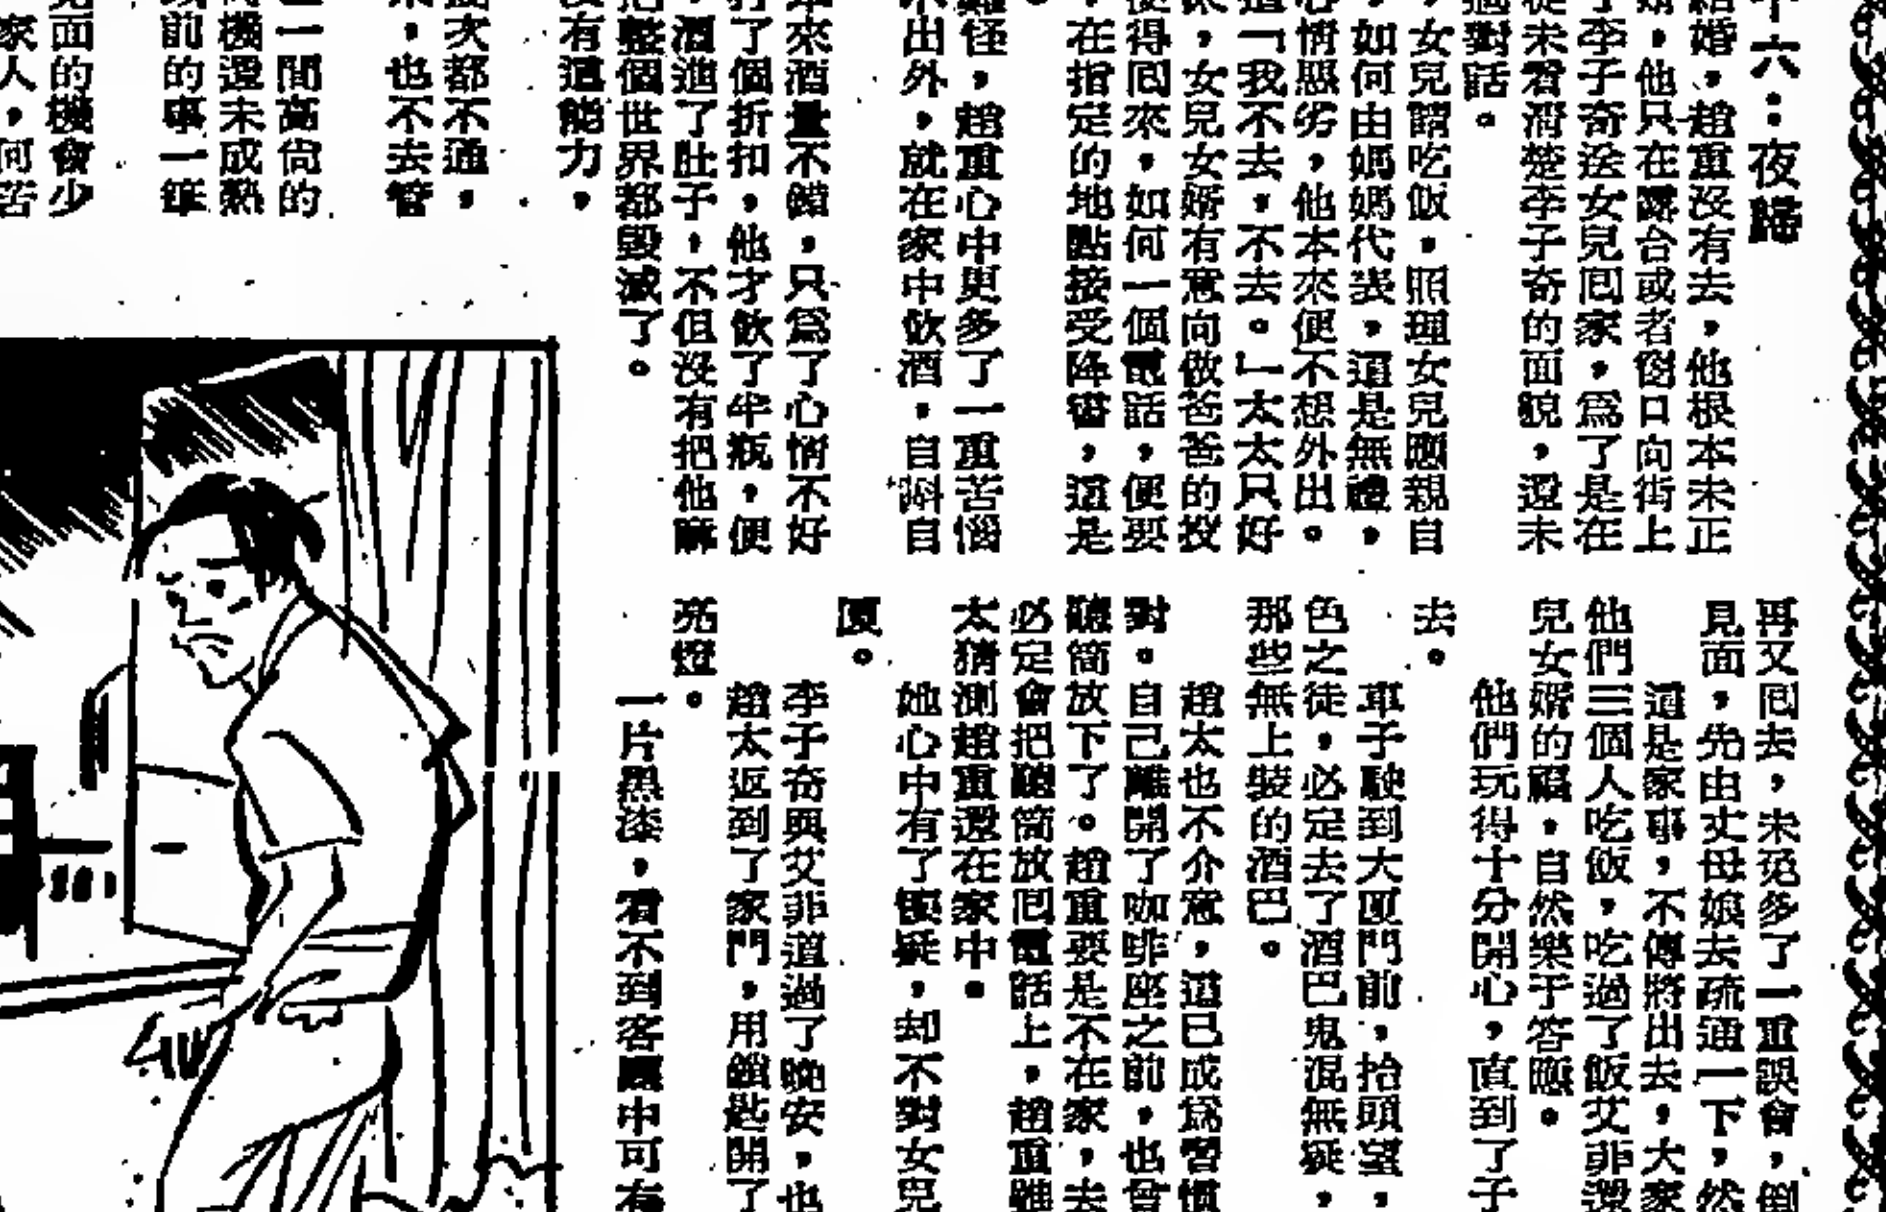 十六：夜歸
結婚，趙重沒有去，他根本未正
婿，他只在露台或者窗口向街上
了李子奇送女兒囘家，爲了是在
從未看淸楚李子奇的面貌，還未
個對話。
，女兒請吃飯，照理女兒應親自
，如何由媽媽代表，這是無禮，
心情惡劣，他本來便不想外出。
道「我不去，不去。」太太只好
，女兒女婿有意向做爸爸的投
便得囘來，如何一個電話，便要
，在指定的地點接受降書，這是
。
難怪，趙重心中更多了一重苦惱
不出外，就在家中飮酒，自斟自
本來酒量不錯，只爲了心情不好
打了個折扣，他才飮了半瓶，便
，酒進了肚子，不但沒有把他麻
把整個世界都毀滅了。
沒有這能力，
次都不通，
，也不去管
一間高尙的
機還未成熟
前的事一筆
面的機會少
家人，何苦
再又囘去，未免多了一重誤會，倒
見面，先由丈母娘去疏通一下，然
這是家事，不傳將出去，大家
他們三個人吃飯，吃過了飯艾菲還
兒女婿的福，自然樂于答應。
他們玩得十分開心，直到了子
去。
車子駛到大厦門前，抬頭望，
色之徒，必定去了酒巴鬼混無疑，
那些無上裝的酒巴。
趙太也不介意，這已成爲習慣
對。自己離開了咖啡座之前，也曾
聽筒放下了。趙重要是不在家，去
必定會把聽筒放囘電話上，趙重雖
太猜測趙重還在家中。
她心中有了懷疑，却不對女兒
厦。
李子奇與艾菲道過了晚安，也
趙太返到了家門，用鎖匙開了
亮燈。
一片黑漆，看不到客廳中可有